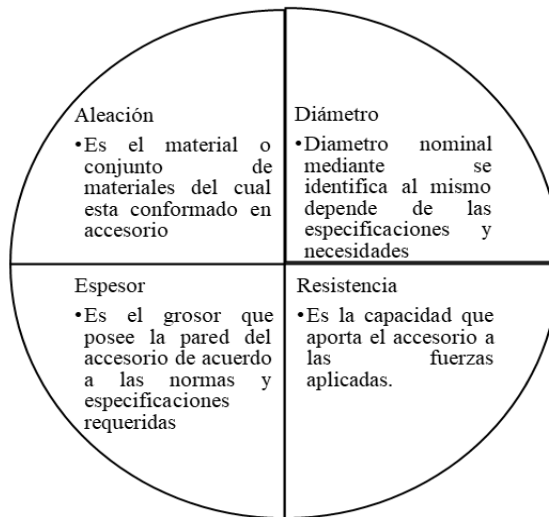 Aleación
•Es el material o
conjunto de
materiales del cual
esta conformado en
accesorio
Diámetro
•Diametro nominal
mediante se
identifica al mismo
depende de las
especificaciones y
necesidades
Espesor
•Es el grosor que
posee la pared del
accesorio de acuerdo
a las normas y
especificaciones
requeridas
Resistencia
•Es la capacidad que
aporta el accesorio a
las fuerzas
aplicadas.